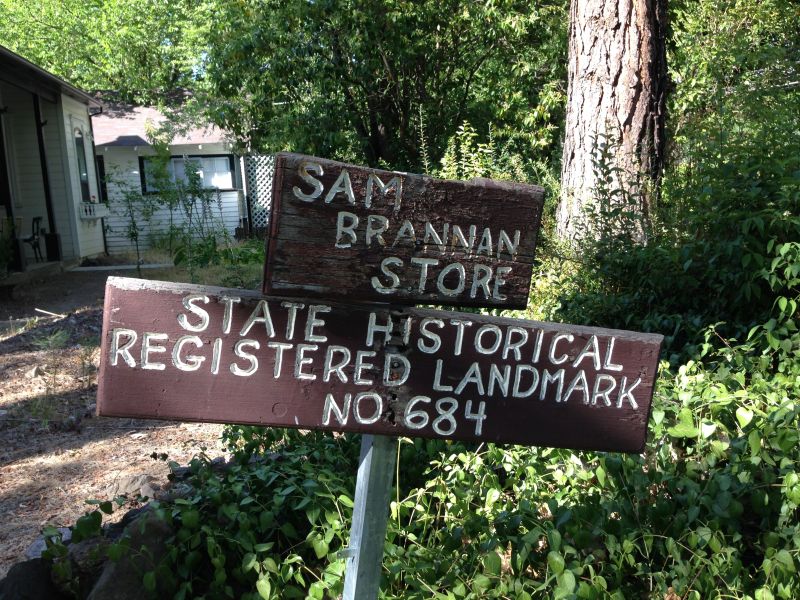 SAM
BRANNAN
STORE
STATE HISTORICAL
REGISTERED LANDMARK
NO. 684